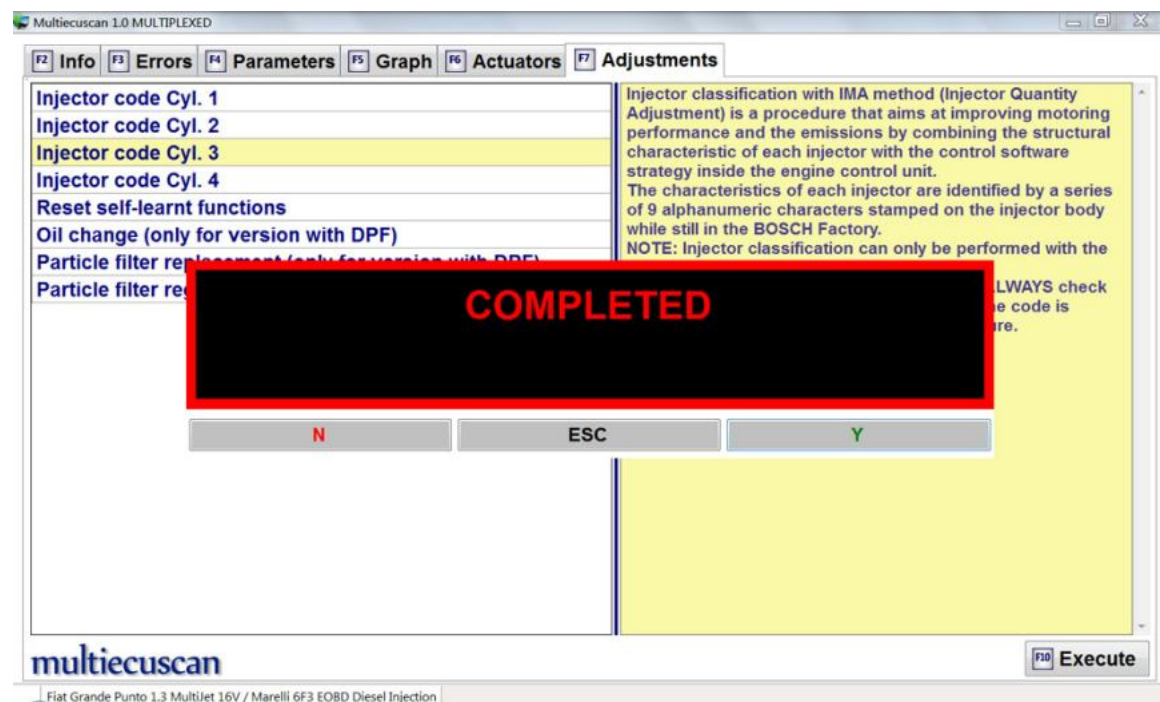 Multiecuscan 1.0 MULTIPLEXED
F2 Info F3 Errors F4 Parameters F5 Graph F6 Actuators F7 Adjustments
Injector code Cyl. 1
Injector code Cyl. 2
Injector code Cyl. 3
Injector code Cyl. 4
Reset self-learnt functions
Oil change (only for version with DPF)
Particle filter replacement (only for version with DPF)
Particle filter
Injector classification with IMA method (Injector Quantity
Adjustment) is a procedure that aims at improving motoring
performance and the emissions by combining the structural
characteristic of each injector with the control software
strategy inside the engine control unit.
The characteristics of each injector are identified by a series
of 9 alphanumeric characters stamped on the injector body
while still in the BOSCH Factory.
NOTE: Injector classification can only be performed with the
ALWAYS check
code is
COMPLETED
N ESC Y
multiecuscan
F10 Execute
Fiat Grande Punto 1.3 MultiJet 16V / Marelli 6F3 EOBD Diesel Injection